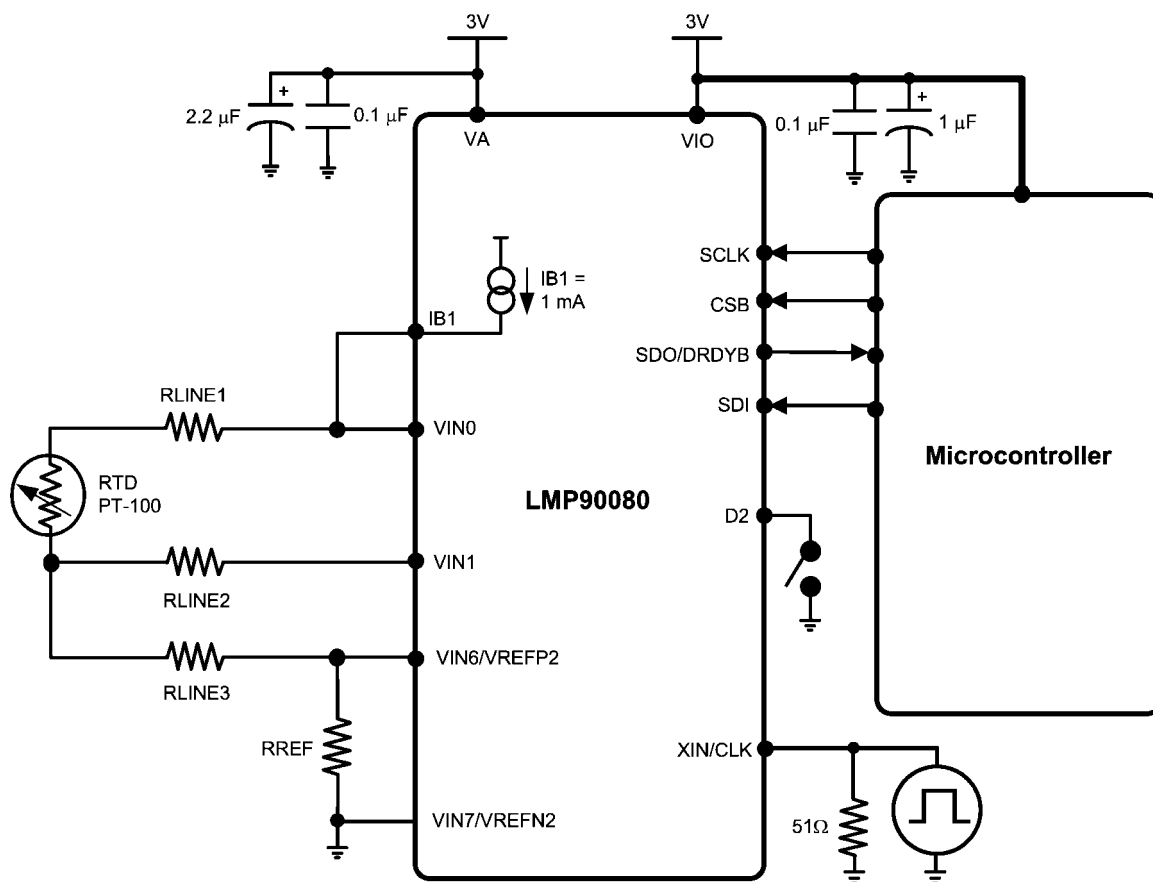 3V
3V
2.2 µF
+
0.1 µF
0.1 µF
+
1 µF
VA
VIO
IB1 =
1 mA
IB1
SCLK
CSB
SDO/DRDYB
SDI
RLINE1
VIN0
RTD
PT-100
LMP90080
Microcontroller
D2
VIN1
RLINE2
VIN6/VREFP2
RLINE3
RREF
XIN/CLK
VIN7/VREFN2
51Ω